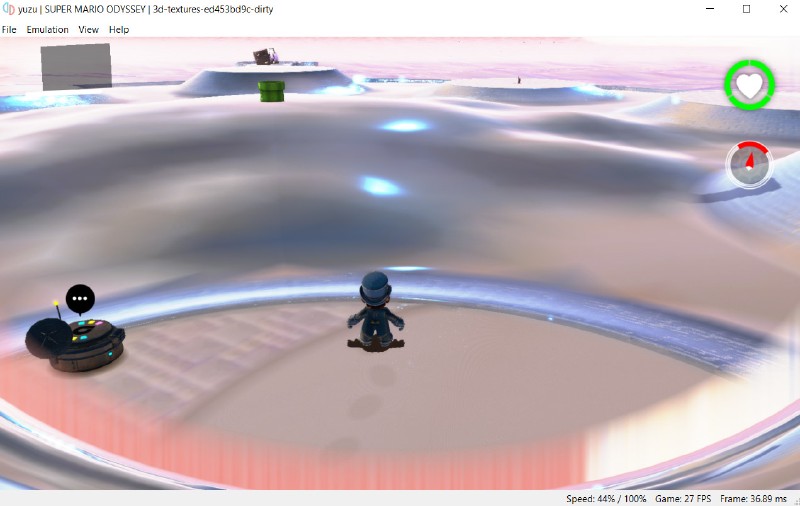 yuzu | SUPER MARIO ODYSSEY | 3d-textures-ed453bd9c-dirty
File Emulation View Help
Speed: 44% / 100% Game: 27 FPS Frame: 36.89 ms